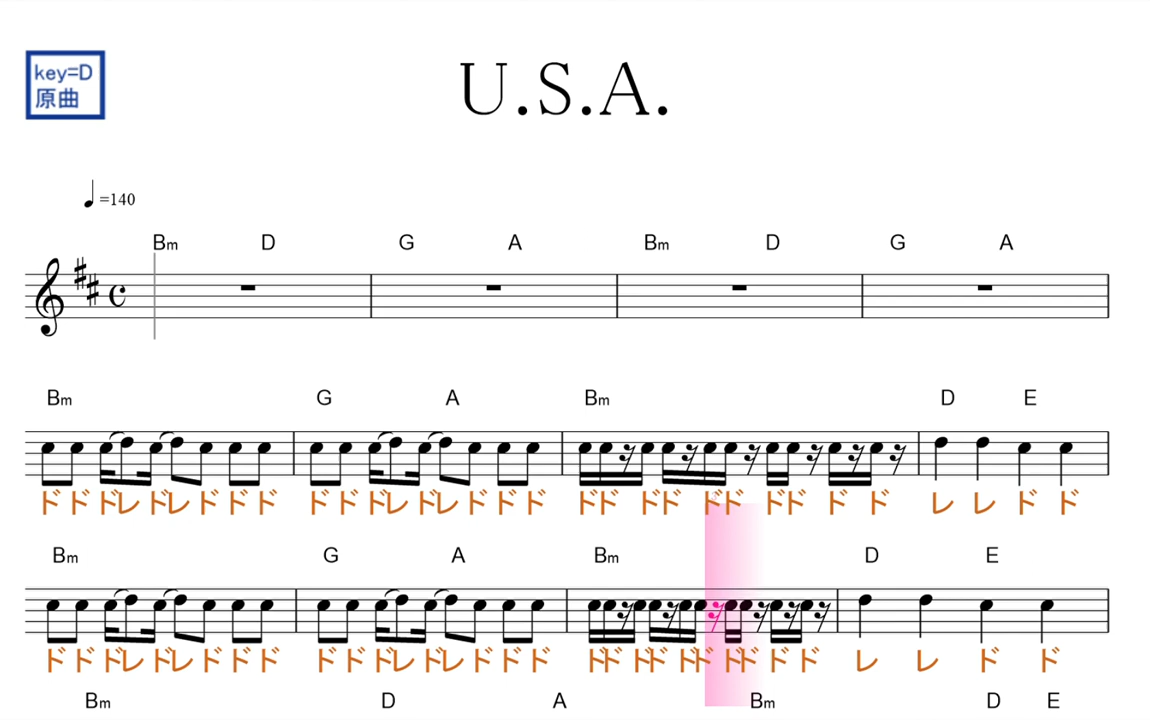 key=D
原曲
U.S.A.
=140
Bm D G A Bm D G A
Bm G A Bm D E
ド ド ド レ ド レ ド ド ド ド ド ド レ ド レ ド ド ド ド ド ド ド ド ド ド ド ド ド レ レ ド ド
Bm G A Bm D E
ド ド ド レ ド レ ド ド ド ド ド ド レ ド レ ド ド ド ド ド ド ド ド ド ド ド ド ド レ レ ド ド
Bm D A Bm D E